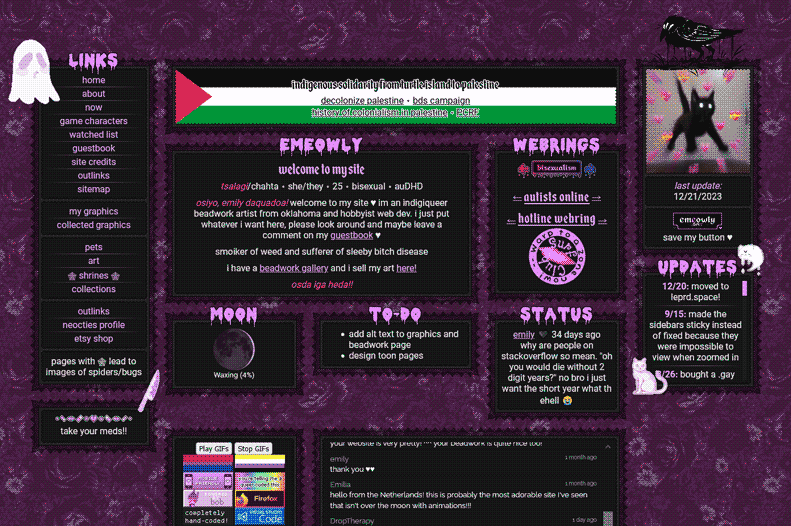 LINKS
home
about
now
game characters
watched list
guestbook
site credits
outlinks
sitemap
my graphics
collected graphics
pets
art
❀ shrines ❀
collections
outlinks
neocties profile
etsy shop
pages with ❀ lead to
images of spiders/bugs
take your meds!!
indigenous solidarity from turtle island to palestine
decolonize palestine • bds campaign
history of colonialism in palestine • PCRF
EMEOWLY
welcome to my site
tsalagi/chahta • she/they • 25 • bisexual • auDHD
osiyo, emily daquadoa! welcome to my site ♥ im an indigiqueer
beadwork artist from oklahoma and hobbyist web dev. i just put
whatever i want here, please look around and maybe leave a
comment on my guestbook ♥
smoiker of weed and sufferer of sleeby bitch disease
i have a beadwork gallery and i sell my art here!
osda iga heda!!
WEBRINGS
bisexualism
← autists online →
← hotline webring →
MOON
Waxing (4%)
TO-DO
• add alt text to graphics and
beadwork page
• design toon pages
STATUS
emily 🖤 34 days ago
why are people on
stackoverflow so mean. "oh
you would die without 2
digit years?" no bro i just
want the short year what th
ehell 😭
last update:
12/21/2023
emeowly
save my button ♥
UPDATES
12/20: moved to
leprd.space!
9/15: made the
sidebars sticky instead
of fixed because they
were impossible to
view when zoomed in
8/26: bought a .gay
Play GIFs Stop GIFs
bob
Firefox
completely
hand-coded!
Code
your website is very pretty! ^^ your beadwork is quite nice too!
emily 1 month ago
thank you ♥♥
Emilia 1 month ago
hello from the Netherlands! this is probably the most adorable site I've seen
that isn't over the moon with animations!!!
DropTherapy 1 day ago